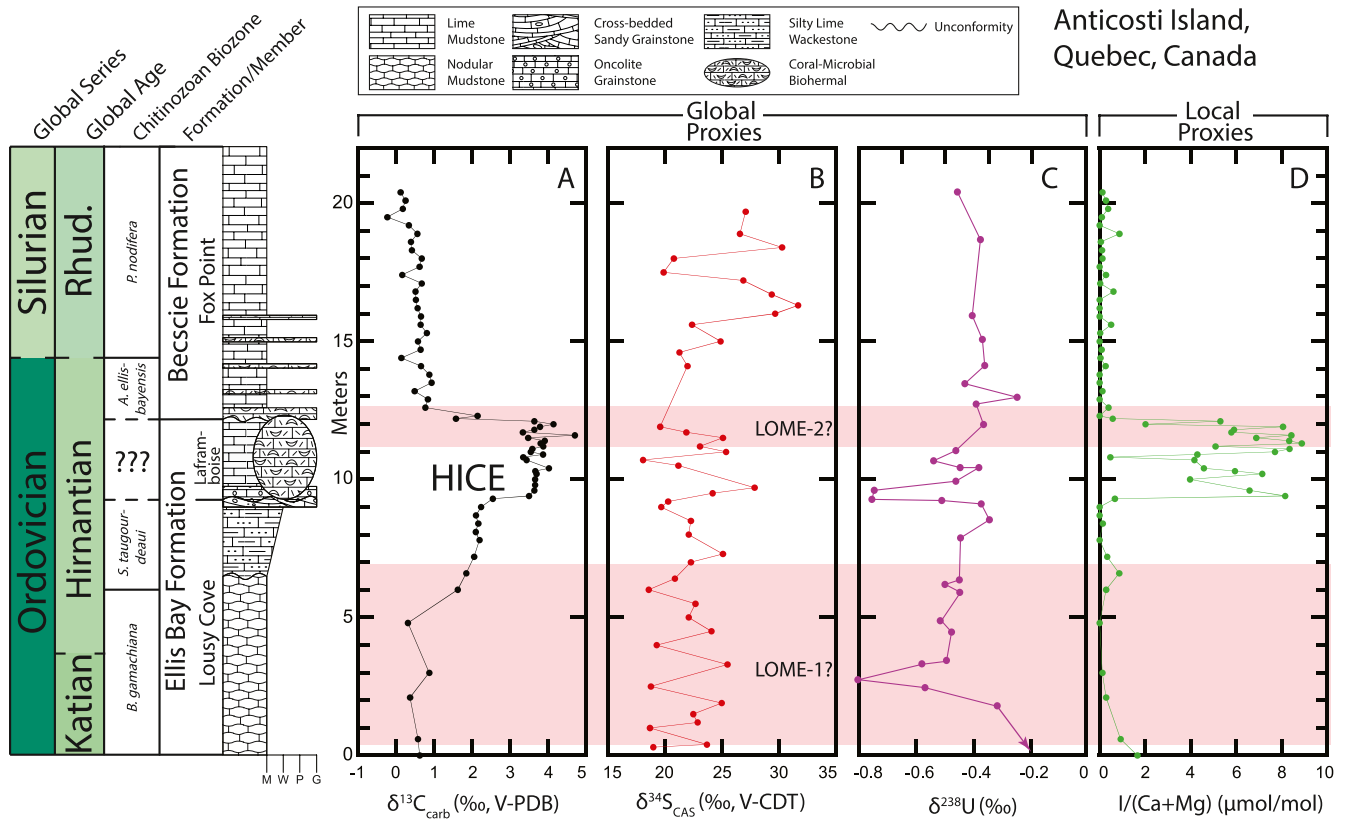 Lime
Mudstone
Cross-bedded
Sandy Grainstone
Silty Lime
Wackestone
Unconformity
Nodular
Mudstone
Oncolite
Grainstone
Coral-Microbial
Biohermal
Anticosti Island,
Quebec, Canada
Global Series
Global Age
Chitinozoan Biozone
Formation/Member
Global
Proxies
Local
Proxies
Silurian
Ordovician
Rhud.
Hirnantian
Katian
P. nodifera
A. ellis-
bayensis
???
S. taugour-
deaui
B. gamachiana
Becscie Formation
Fox Point
Ellis Bay Formation
Lousy Cove
Lafram-
boise
M W P G
A
B
C
D
Meters
20
15
10
5
0
HICE
LOME-2?
LOME-1?
-1 0 1 2 3 4 5
15 20 25 30 35
-0.8 -0.6 -0.4 -0.2 0
0 2 4 6 8 10
δ¹³Ccarb (‰, V-PDB)
δ³⁴SCAS (‰, V-CDT)
δ²³⁸U (‰)
I/(Ca+Mg) (μmol/mol)